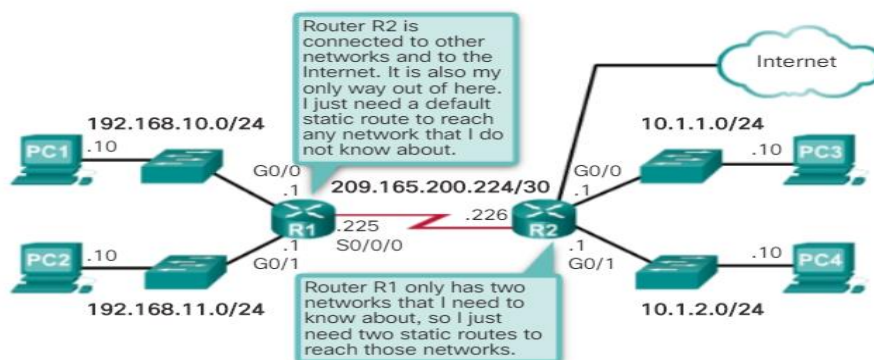 Router R2 is
connected to other
networks and to the
Internet. It is also my
only way out of here.
I just need a default
static route to reach
any network that I do
not know about.
Internet
192.168.10.0/24
10.1.1.0/24
PC1
.10
G0/0
.1
209.165.200.224/30
G0/0
.1
.10
PC3
R1
.225
S0/0/0
.226
R2
PC2
.10
.1
G0/1
.1
G0/1
.10
PC4
192.168.11.0/24
Router R1 only has two
networks that I need to
know about, so I just
need two static routes to
reach those networks.
10.1.2.0/24